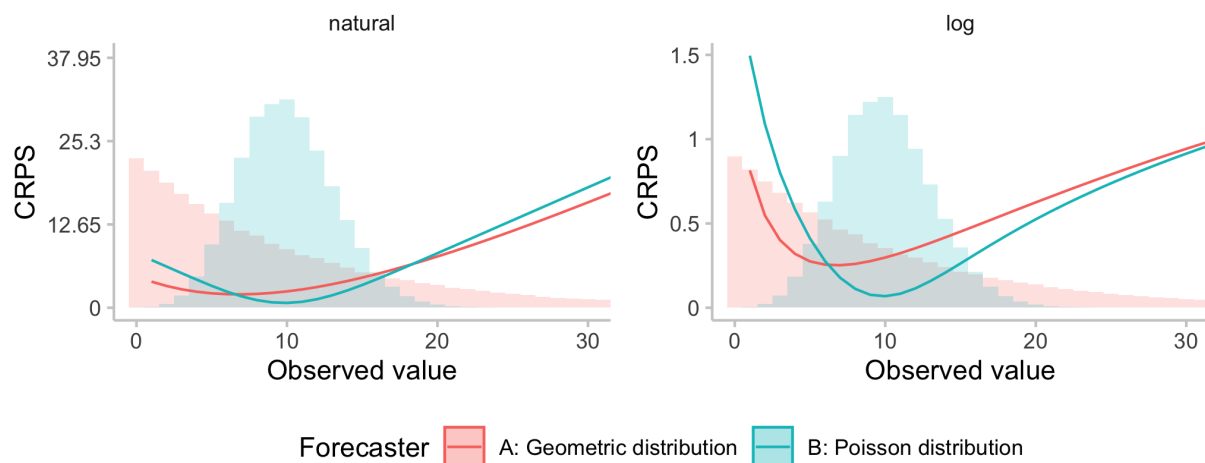 natural
CRPS
37.95
25.3
12.65
0
0 10 20 30
Observed value
log
CRPS
1.5
1
0.5
0
0 10 20 30
Observed value
Forecaster A: Geometric distribution B: Poisson distribution